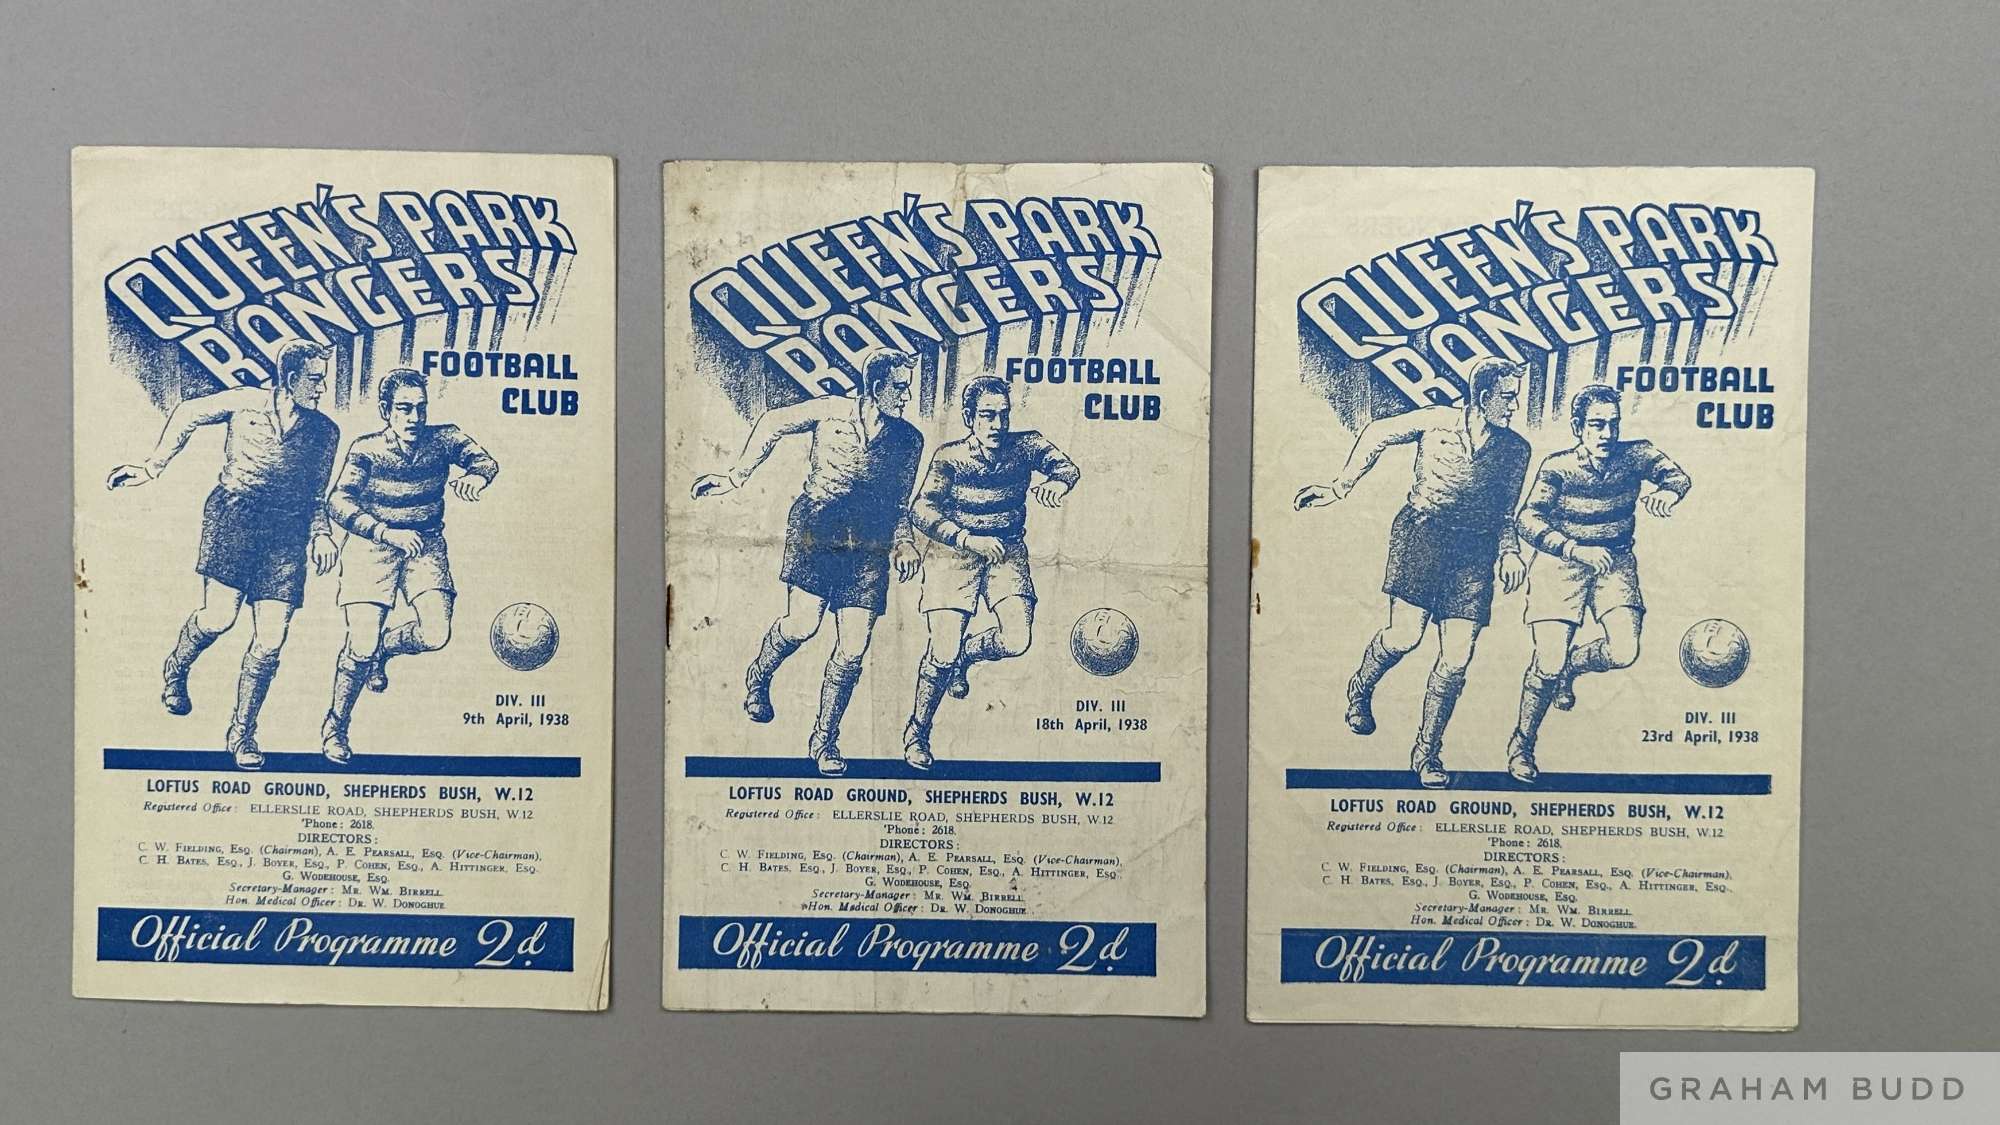 QUEEN'S PARK
RANGERS
FOOTBALL
CLUB
DIV. III
9th April, 1938
LOFTUS ROAD GROUND, SHEPHERDS BUSH, W.12
Registered Office: ELLERSLIE ROAD, SHEPHERDS BUSH, W.12
'Phone: 2618.
DIRECTORS:
C. W. FIELDING, ESQ. (Chairman), A. E. PEARSALL, ESQ. (Vice-Chairman),
C. H. BATES, ESQ., J. BOYER, ESQ., P. COHEN, ESQ., A. HITTINGER, ESQ.
G. WODEHOUSE, ESQ.
Secretary-Manager: MR. WM. BIRRELL
Hon. Medical Officer: DR. W. DONOGHUE
Official Programme 2d.
QUEEN'S PARK
RANGERS
FOOTBALL
CLUB
DIV. III
18th April, 1938
LOFTUS ROAD GROUND, SHEPHERDS BUSH, W.12
Registered Office: ELLERSLIE ROAD, SHEPHERDS BUSH, W.12
'Phone: 2618.
DIRECTORS:
C. W. FIELDING, ESQ. (Chairman), A. E. PEARSALL, ESQ. (Vice-Chairman),
C. H. BATES, ESQ., J. BOYER, ESQ., P. COHEN, ESQ., A. HITTINGER, ESQ.
G. WODEHOUSE, ESQ.
Secretary-Manager: MR. WM. BIRRELL
Hon. Medical Officer: DR. W. DONOGHUE
Official Programme 2d.
QUEEN'S PARK
RANGERS
FOOTBALL
CLUB
DIV. III
23rd April, 1938
LOFTUS ROAD GROUND, SHEPHERDS BUSH, W.12
Registered Office: ELLERSLIE ROAD, SHEPHERDS BUSH, W.12
'Phone: 2618.
DIRECTORS:
C. W. FIELDING, ESQ. (Chairman), A. E. PEARSALL, ESQ. (Vice-Chairman),
C. H. BATES, ESQ., J. BOYER, ESQ., P. COHEN, ESQ., A. HITTINGER, ESQ.,
G. WODEHOUSE, ESQ.
Secretary-Manager: MR. WM. BIRRELL
Hon. Medical Officer: DR. W. DONOGHUE
Official Programme 2d.
GRAHAM BUDD